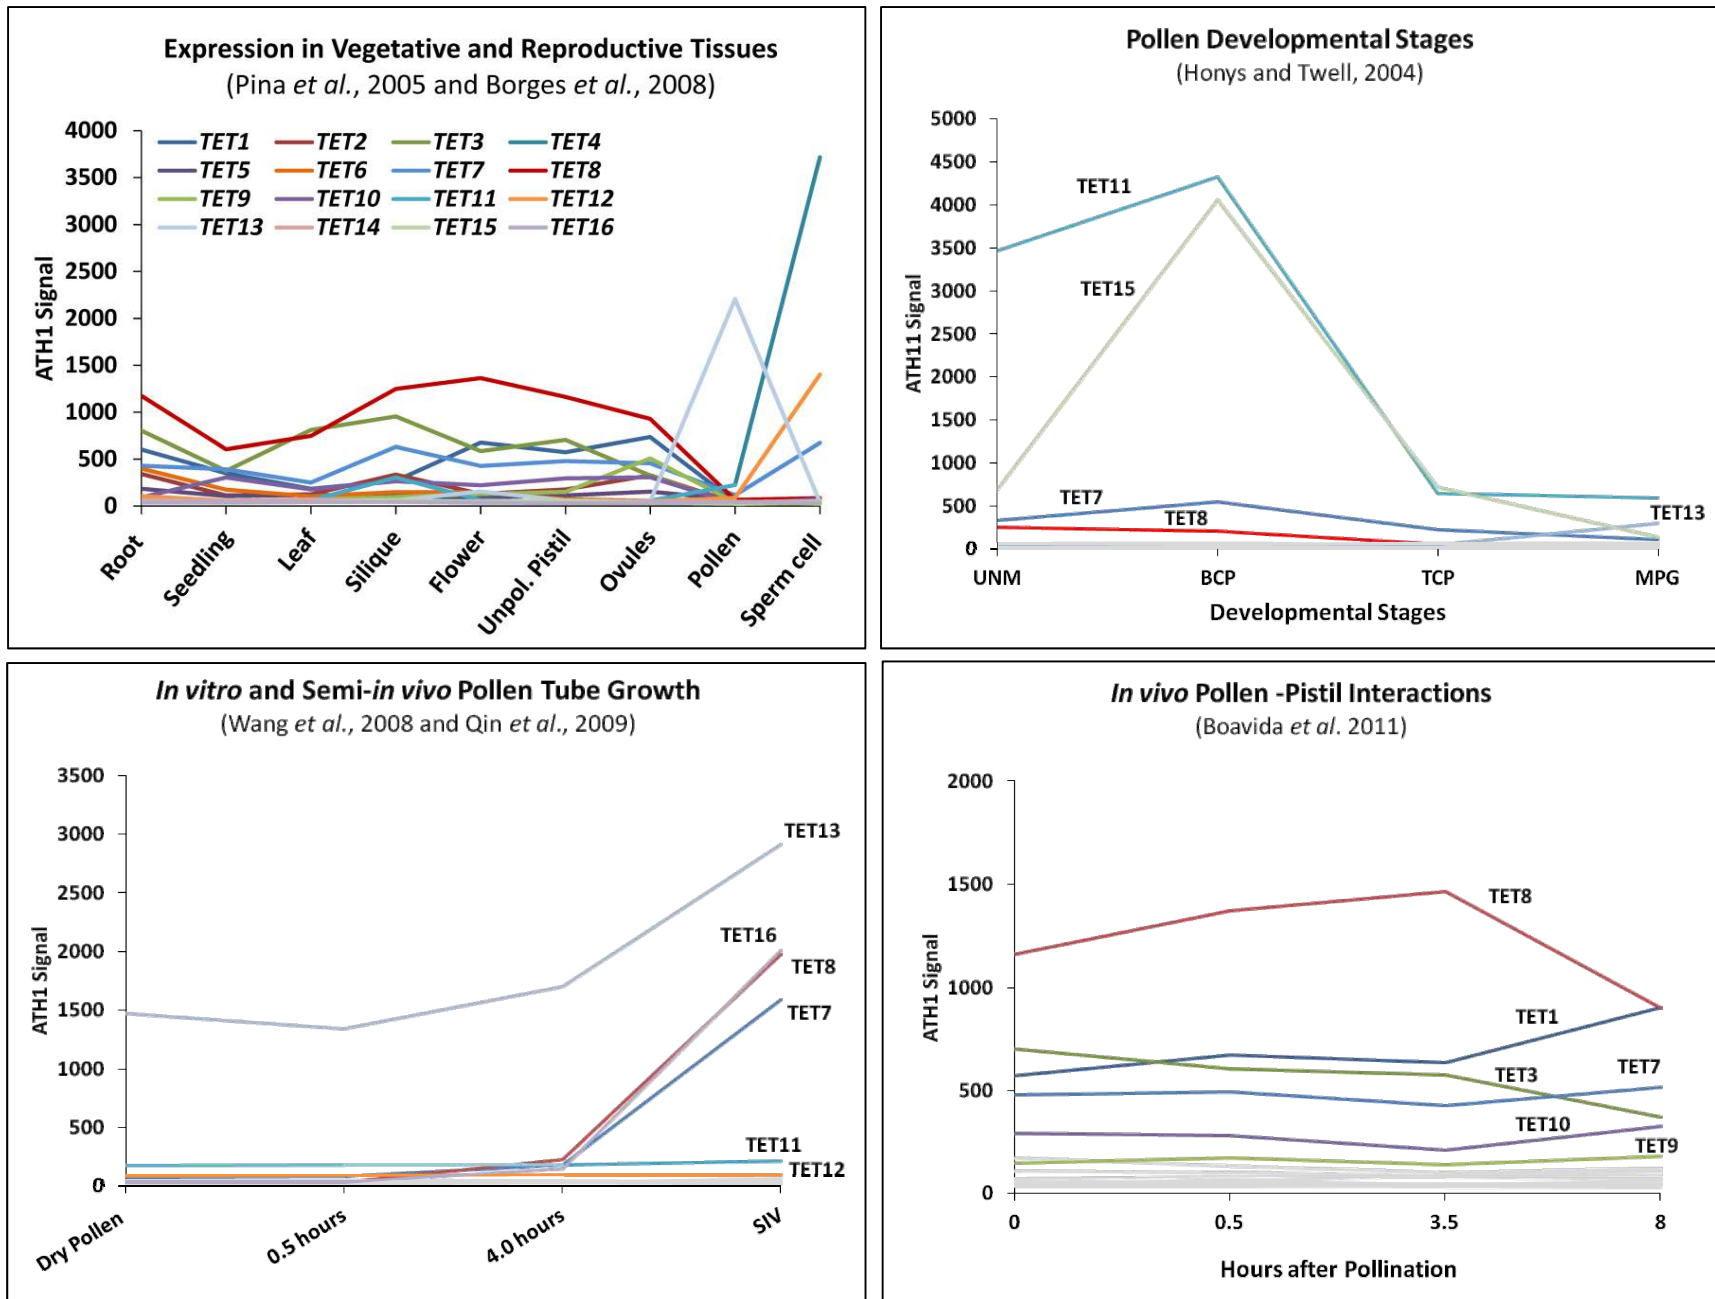 Expression in Vegetative and Reproductive Tissues
(Pina et al., 2005 and Borges et al., 2008)
4000
3500
3000
2500
2000
1500
1000
500
0
ATH1 Signal
TET1 TET2 TET3 TET4
TET5 TET6 TET7 TET8
TET9 TET10 TET11 TET12
TET13 TET14 TET15 TET16
Root
Seedling
Leaf
Silique
Flower
Unpol. Pistil
Ovules
Pollen
Sperm cell
Pollen Developmental Stages
(Honys and Twell, 2004)
5000
4500
4000
3500
3000
2500
2000
1500
1000
500
0
ATH11 Signal
TET11
TET15
TET7
TET8
TET13
UNM BCP TCP MPG
Developmental Stages
In vitro and Semi-in vivo Pollen Tube Growth
(Wang et al., 2008 and Qin et al., 2009)
3500
3000
2500
2000
1500
1000
500
0
ATH1 Signal
TET13
TET16
TET8
TET7
TET11
TET12
Dry Pollen
0.5 hours
4.0 hours
SIV
In vivo Pollen -Pistil Interactions
(Boavida et al. 2011)
2000
1500
1000
500
0
ATH1 Signal
TET8
TET1
TET3
TET7
TET10
TET9
0 0.5 3.5 8
Hours after Pollination